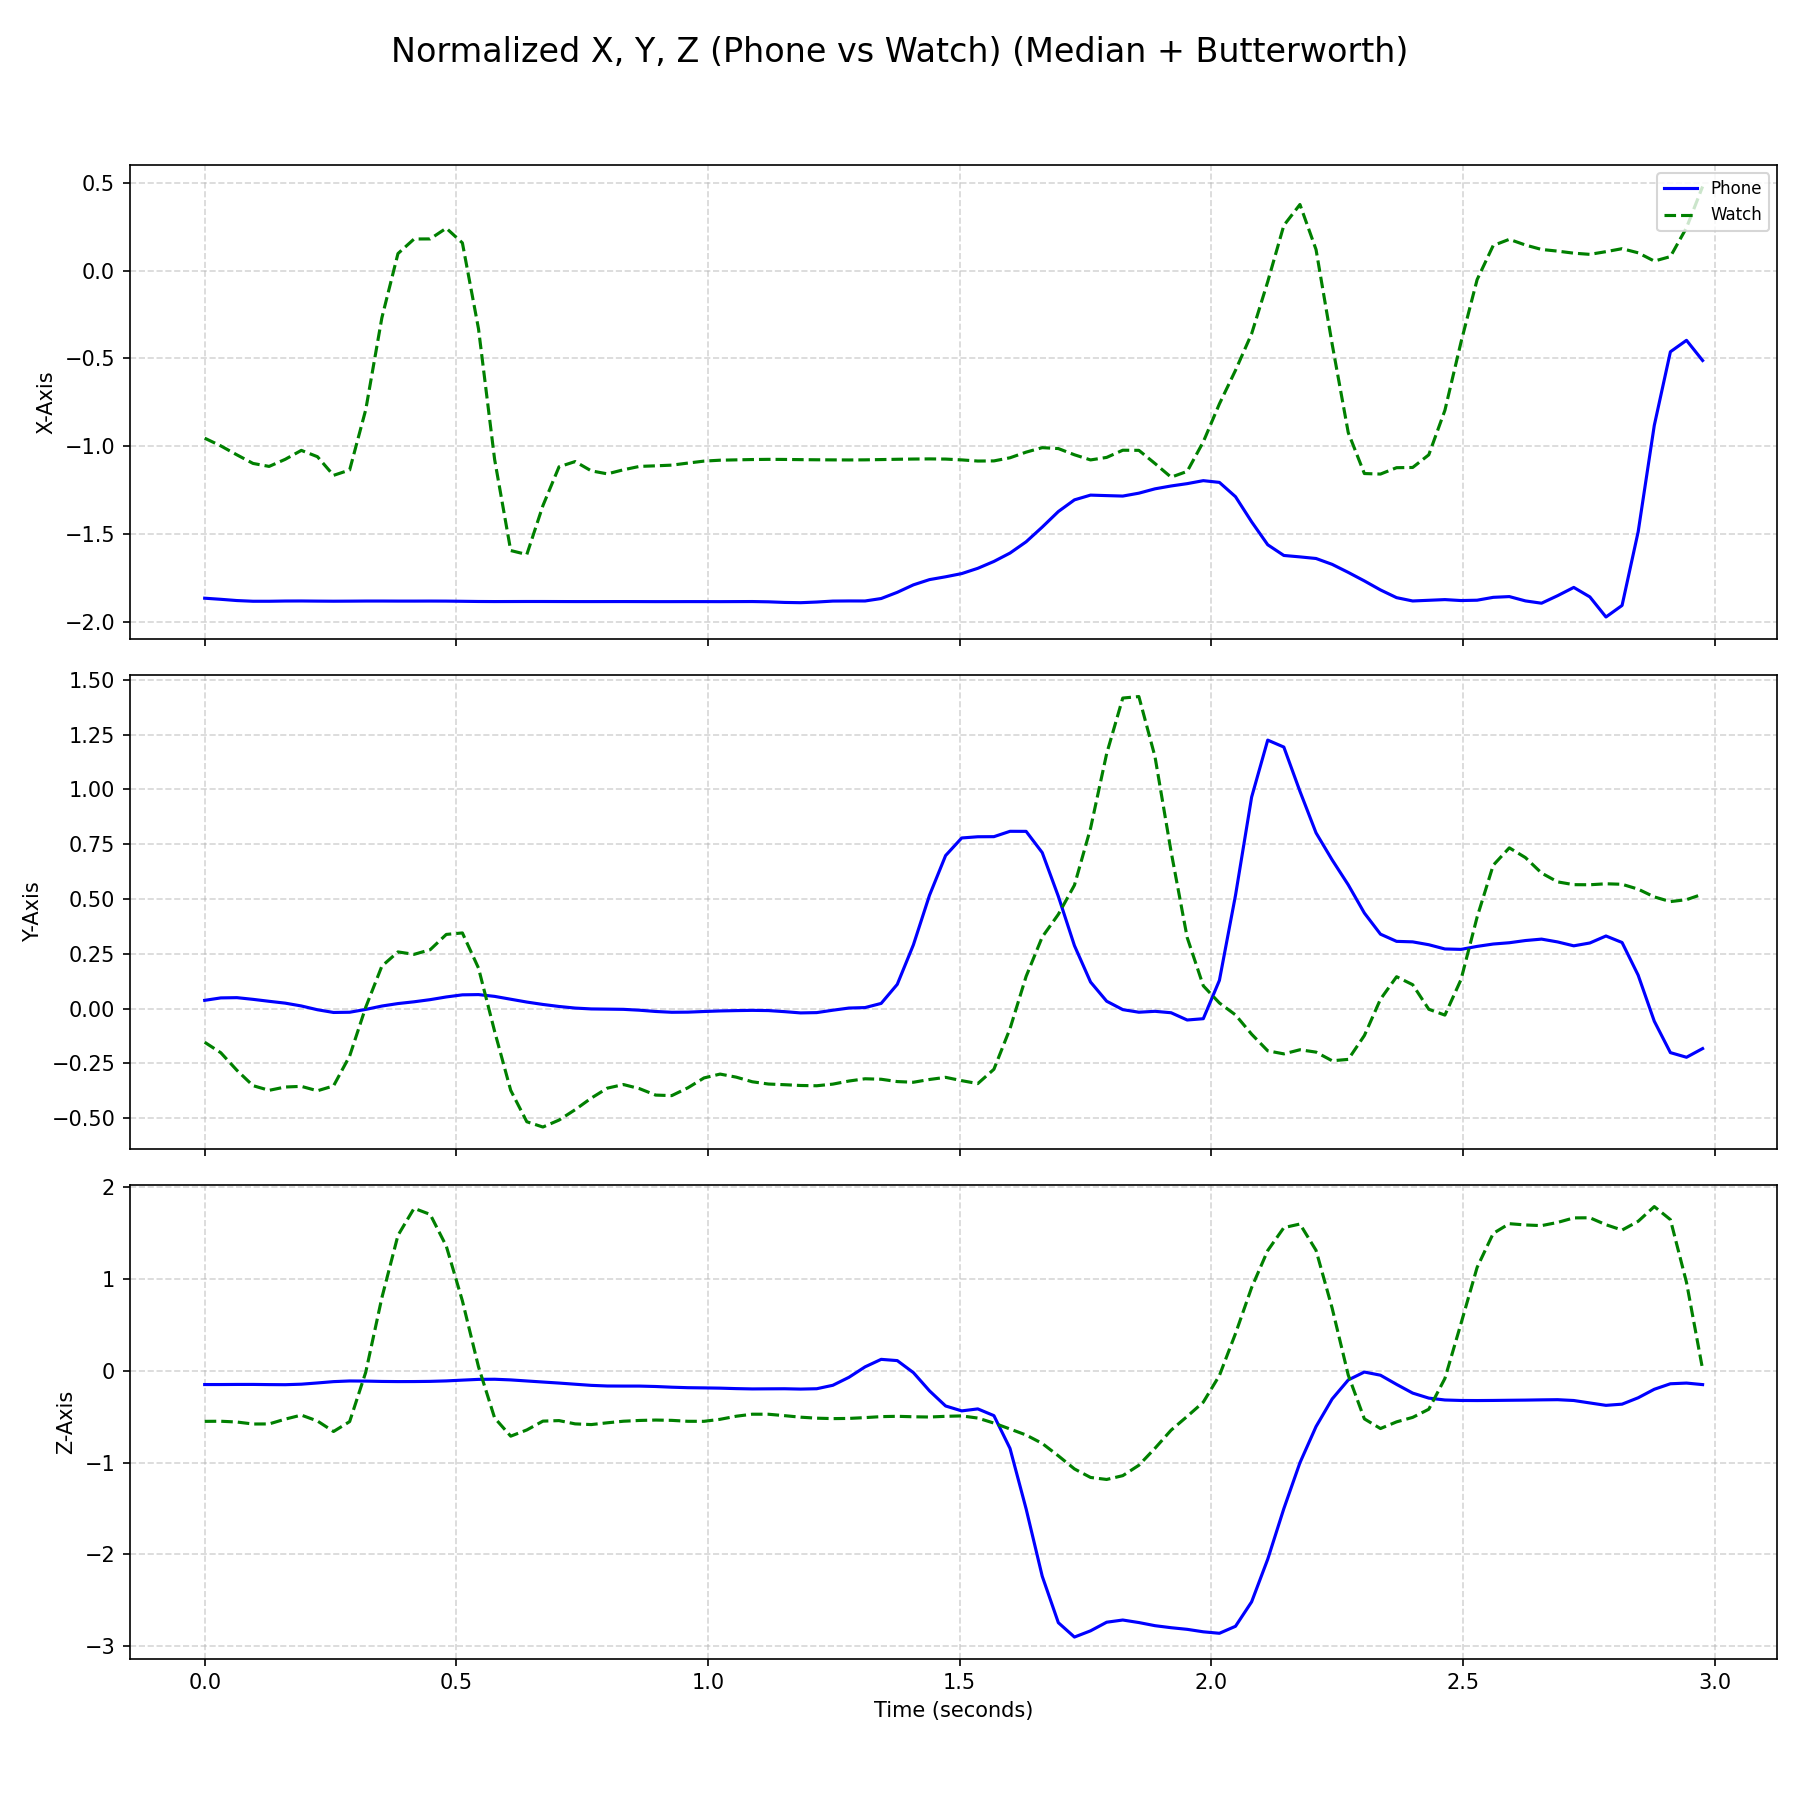 Normalized X, Y, Z (Phone vs Watch) (Median + Butterworth)
Phone
Watch
0.5
0.0
−0.5
−1.0
−1.5
−2.0
X-Axis
1.50
1.25
1.00
0.75
0.50
0.25
0.00
−0.25
−0.50
Y-Axis
2
1
0
−1
−2
−3
Z-Axis
0.0 0.5 1.0 1.5 2.0 2.5 3.0
Time (seconds)